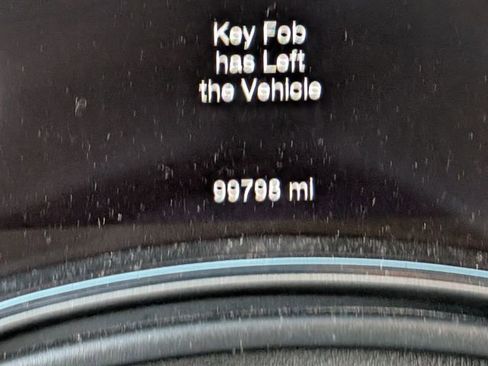 Key Fob
has Left
the Vehicle
99798 mi